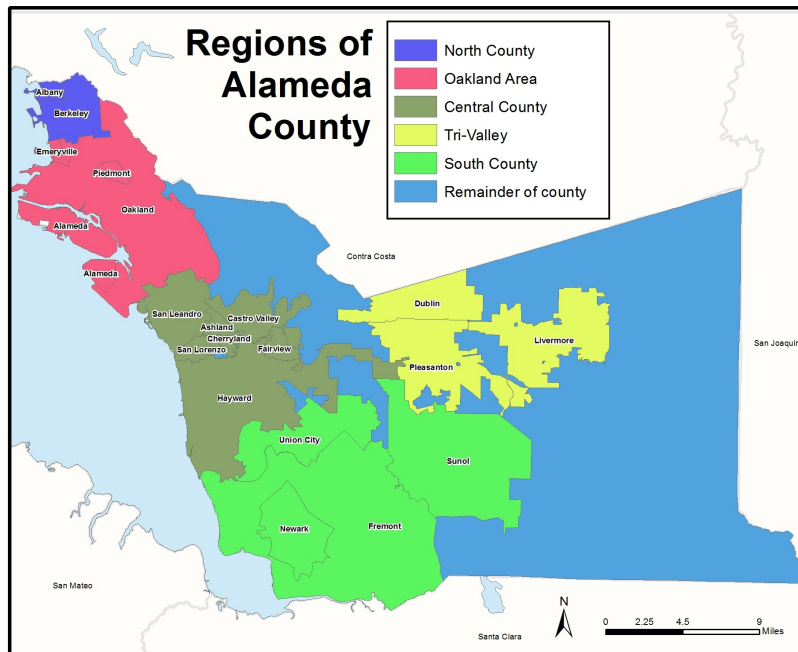 Regions of
Alameda
County
North County
Oakland Area
Central County
Tri-Valley
South County
Remainder of county
Albany
Berkeley
Emeryville
Piedmont
Oakland
Alameda
Contra Costa
Alameda
Dublin
San Leandro
Castro Valley
Ashland
Cherryland
San Lorenzo
Fairview
Livermore
San Joaquin
Pleasanton
Hayward
Union City
Sunol
Newark
Fremont
San Mateo
Santa Clara
N
0 2.25 4.5 9
Miles